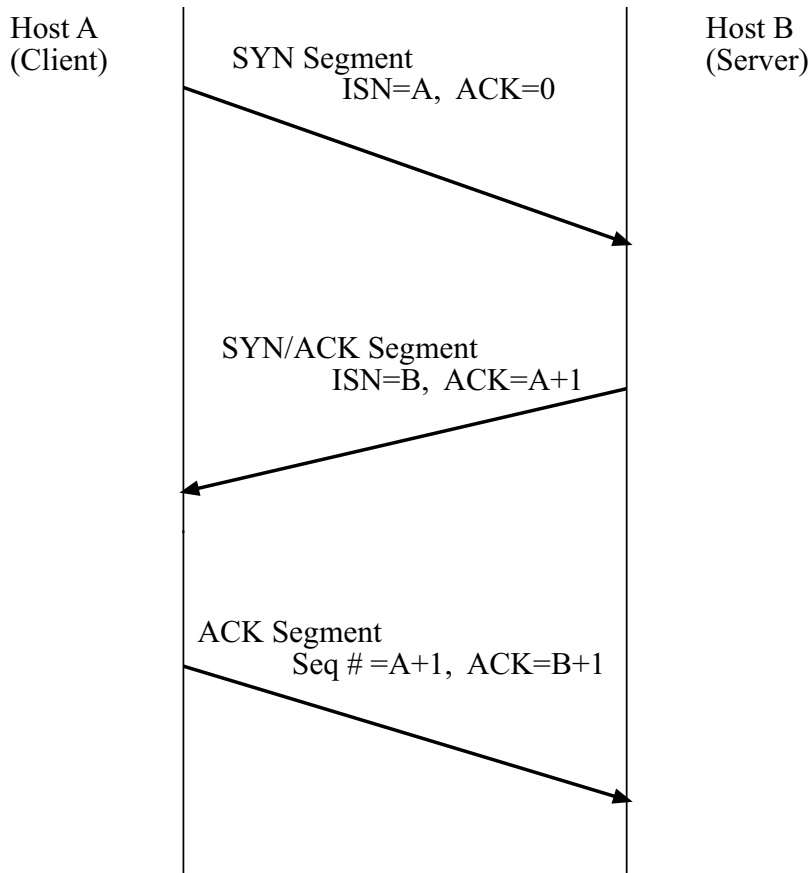 Host A
(Client)
Host B
(Server)
SYN Segment
ISN=A, ACK=0
SYN/ACK Segment
ISN=B, ACK=A+1
ACK Segment
Seq # =A+1, ACK=B+1